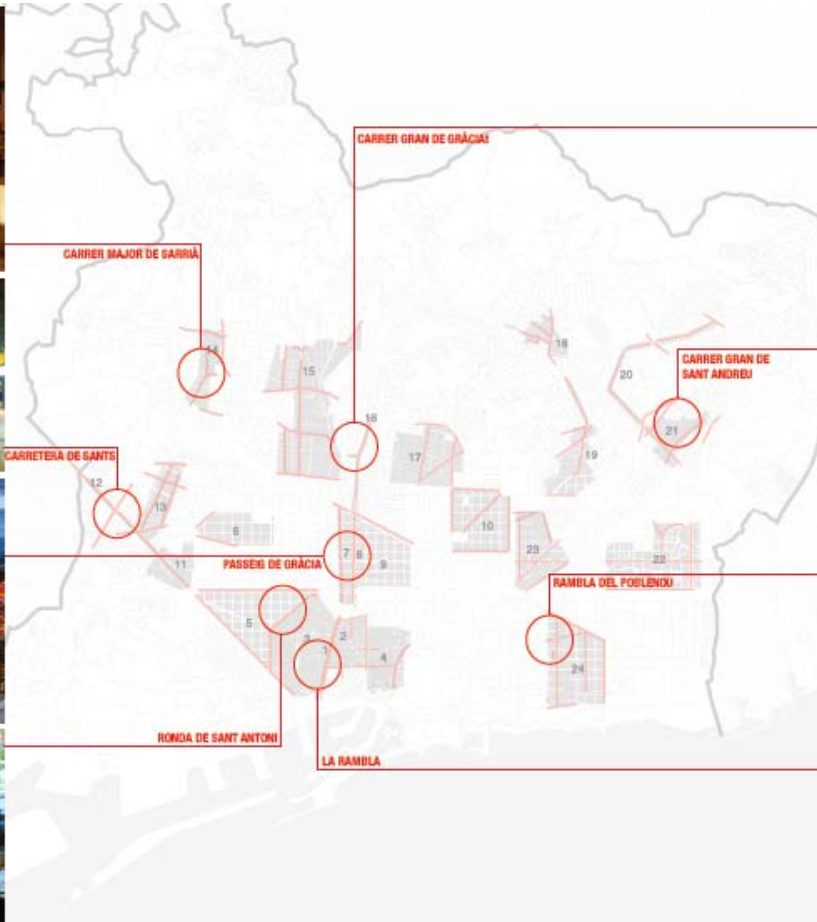 CARRER GRAN DE GRÀCIA:
CARRER MAJOR DE SARRIÀ
18
14
15
20
CARRER GRAN DE
SANT ANDREU
16
21
CARRETERA DE SANTS
17
19
12
13
10
6
7
8
9
23
22
11
PASSEIG DE GRÀCIA
RAMBLA DEL POBLENOU
5
3
2
1
4
24
RONDA DE SANT ANTONI
LA RAMBLA